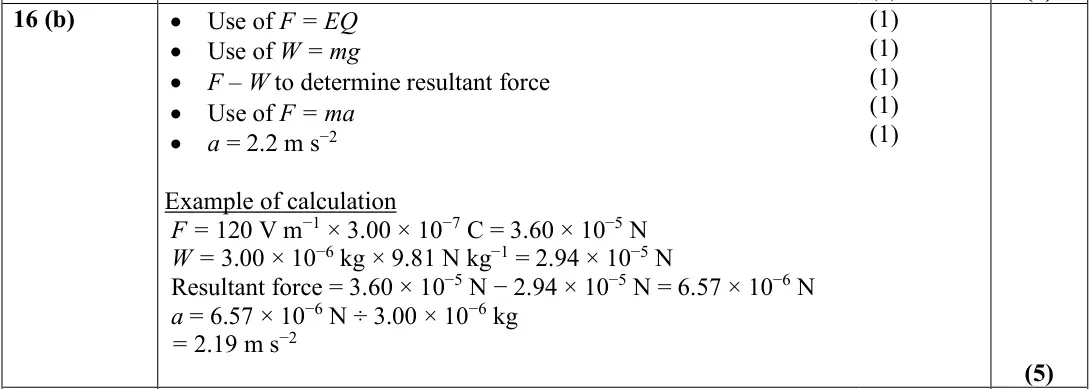 16 (b)
• Use of F = EQ (1)
• Use of W = mg (1)
• F – W to determine resultant force (1)
• Use of F = ma (1)
• a = 2.2 m s⁻² (1)
Example of calculation
F = 120 V m⁻¹ × 3.00 × 10⁻⁷ C = 3.60 × 10⁻⁵ N
W = 3.00 × 10⁻⁶ kg × 9.81 N kg⁻¹ = 2.94 × 10⁻⁵ N
Resultant force = 3.60 × 10⁻⁵ N − 2.94 × 10⁻⁵ N = 6.57 × 10⁻⁶ N
a = 6.57 × 10⁻⁶ N ÷ 3.00 × 10⁻⁶ kg
= 2.19 m s⁻²
(5)